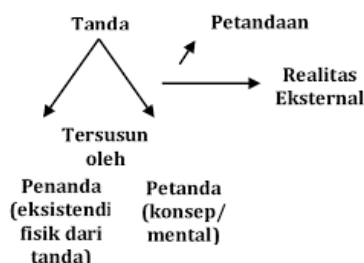 Tanda
Petandaan
Realitas
Eksternal
Tersusun
oleh
Penanda
(eksistendi
fisik dari
tanda)
Petanda
(konsep/
mental)